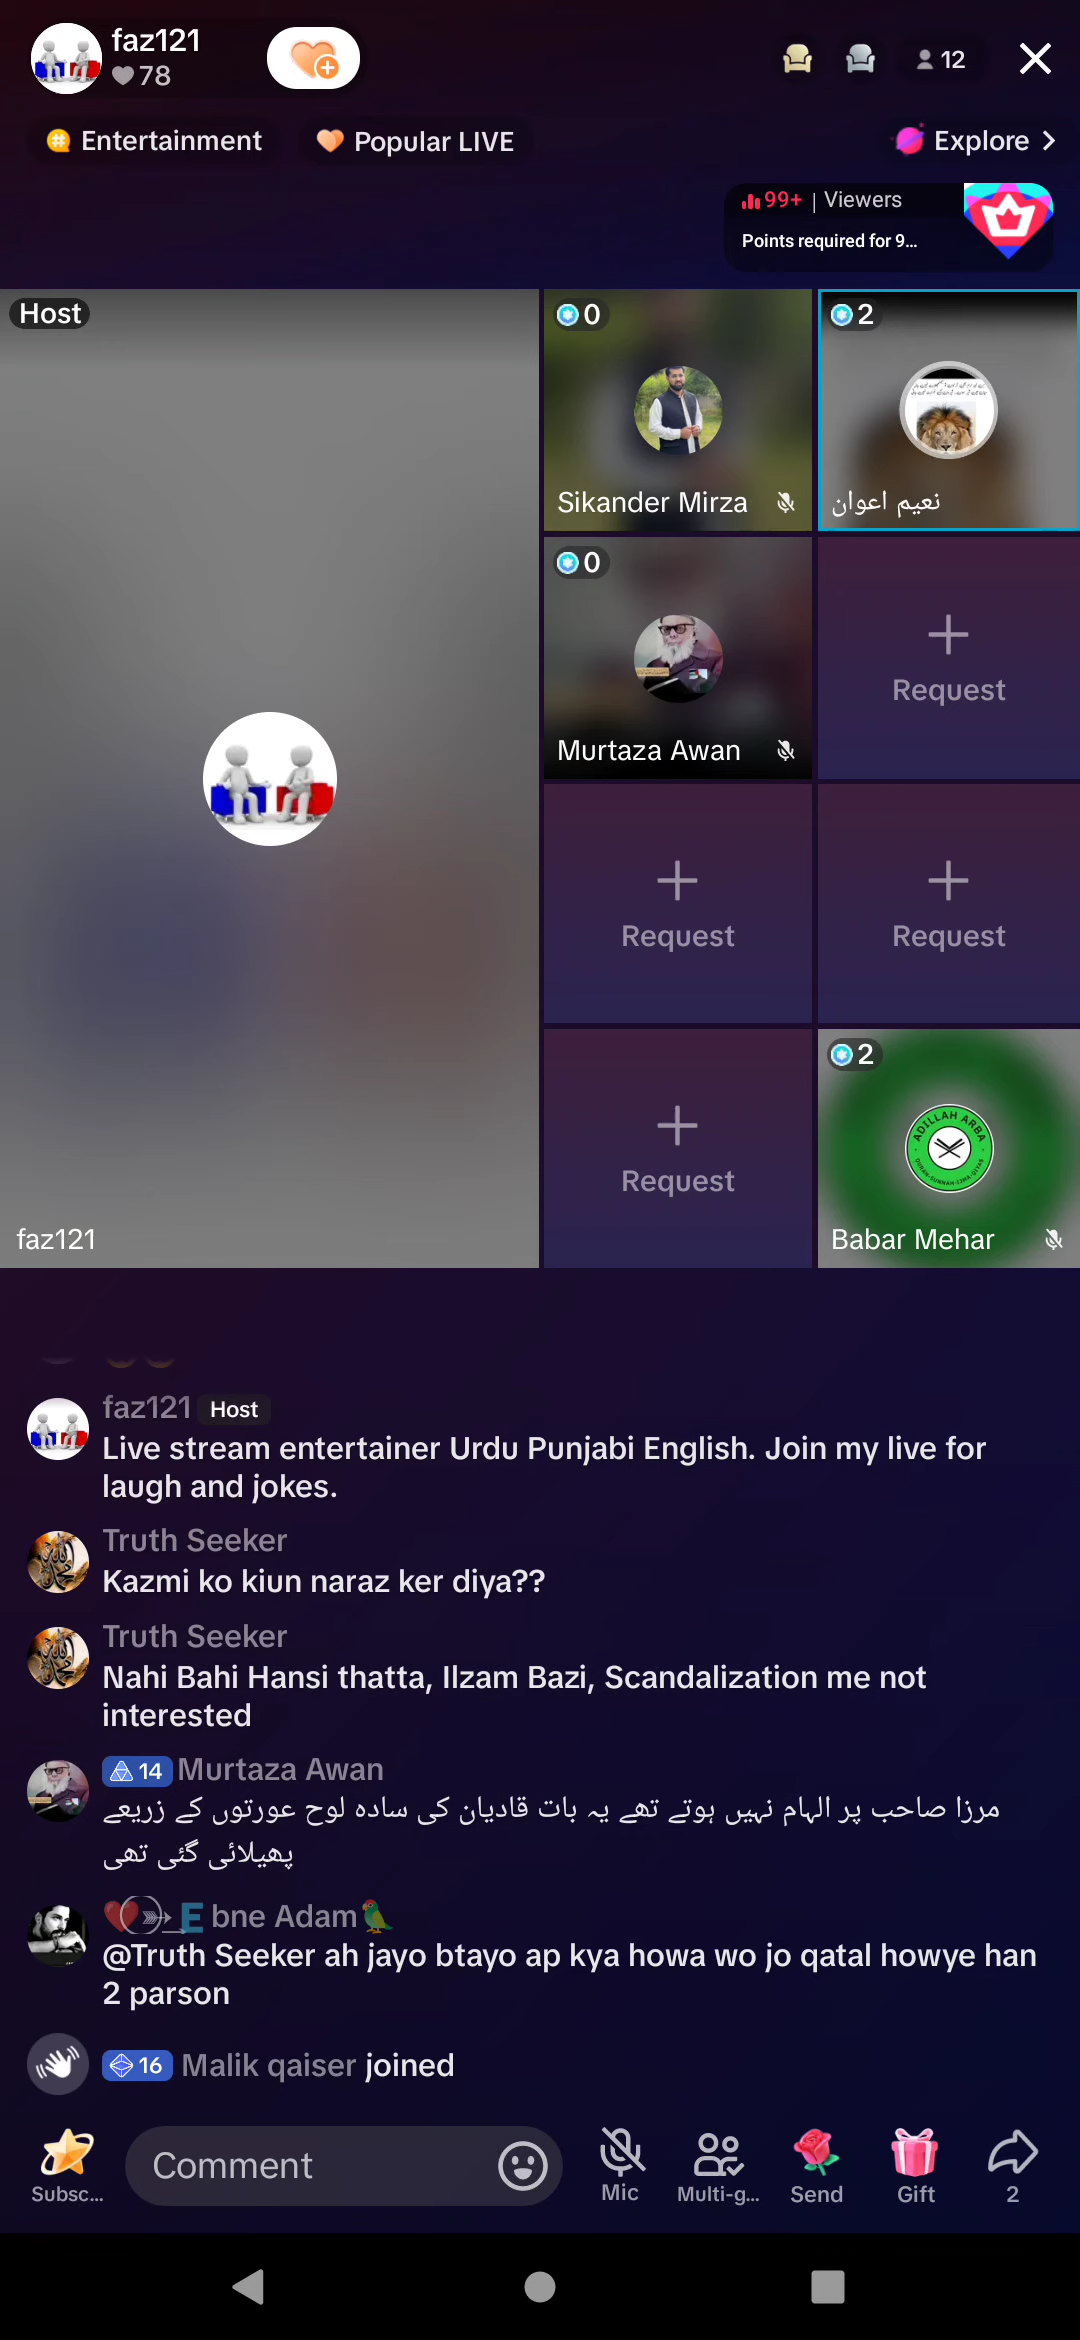 faz121
78
12
Entertainment
Popular LIVE
Explore
99+ | Viewers
Points required for 9...
Host
0
2
Sikander Mirza
نعیم اعوان
0
Murtaza Awan
Request
Request
Request
Request
2
ADILLAH ARBA
QURAN-SUNNAH-IJMA-QIYAS
faz121
Babar Mehar
faz121 Host
Live stream entertainer Urdu Punjabi English. Join my live for
laugh and jokes.
Truth Seeker
Kazmi ko kiun naraz ker diya??
Truth Seeker
Nahi Bahi Hansi thatta, Ilzam Bazi, Scandalization me not
interested
14 Murtaza Awan
مرزا صاحب پر الہام نہیں ہوتے تھے یہ بات قادیان کی سادہ لوح عورتوں کے زریعے
پھیلائی گئی تھی
E bne Adam
@Truth Seeker ah jayo btayo ap kya howa wo jo qatal howye han
2 parson
16 Malik qaiser joined
Comment
Subsc...
Mic
Multi-g...
Send
Gift
2